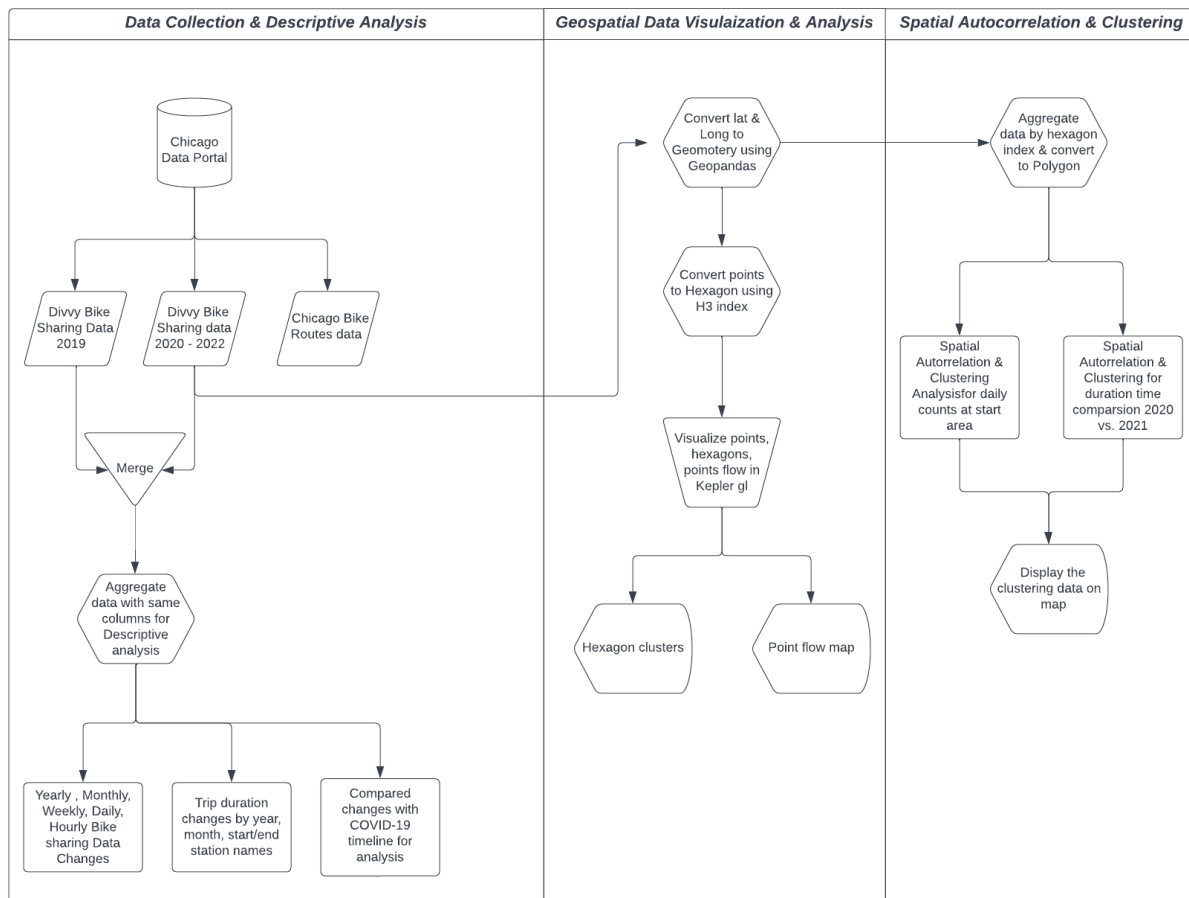 Data Collection & Descriptive Analysis
Geospatial Data Visulaization & Analysis
Spatial Autocorrelation & Clustering
Chicago
Data Portal
Divvy Bike
Sharing Data
2019
Divvy Bike
Sharing data
2020 - 2022
Chicago Bike
Routes data
Merge
Aggregate
data with same
columns for
Descriptive
analysis
Yearly , Monthly,
Weekly, Daily,
Hourly Bike
sharing Data
Changes
Trip duration
changes by year,
month, start/end
station names
Compared
changes with
COVID-19
timeline for
analysis
Convert lat &
Long to
Geomotery using
Geopandas
Convert points
to Hexagon using
H3 index
Visualize points,
hexagons,
points flow in
Kepler gl
Hexagon clusters
Point flow map
Aggregate
data by hexagon
index & convert
to Polygon
Spatial
Autorrelation &
Clustering
Analysisfor daily
counts at start
area
Spatial
Autorrelation &
Clustering for
duration time
comparsion 2020
vs. 2021
Display the
clustering data on
map